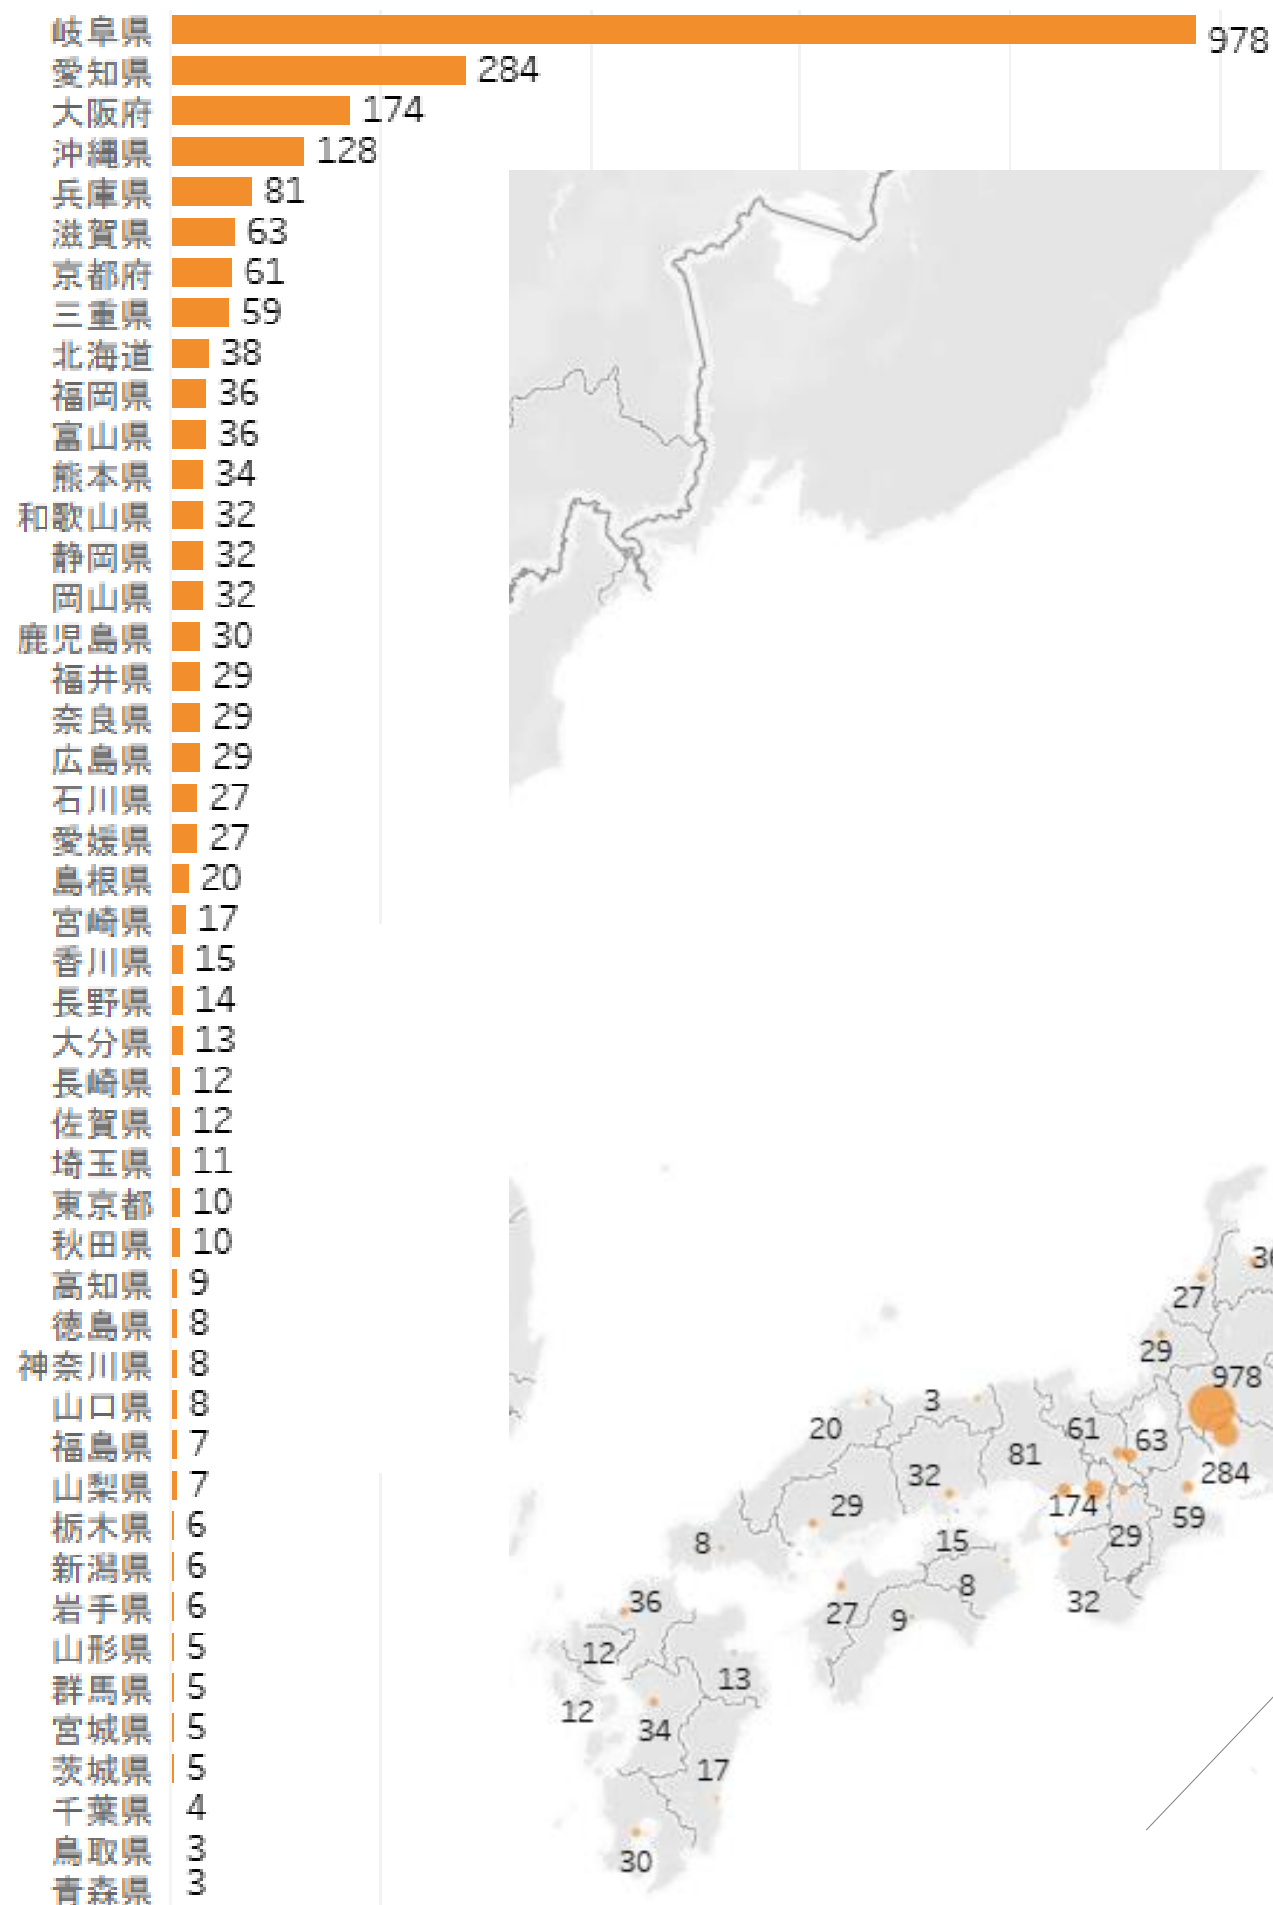 岐阜県 978
愛知県 284
大阪府 174
沖縄県 128
兵庫県 81
滋賀県 63
京都府 61
三重県 59
北海道 38
福岡県 36
富山県 36
熊本県 34
和歌山県 32
静岡県 32
岡山県 32
鹿児島県 30
福井県 29
奈良県 29
広島県 29
石川県 27
愛媛県 27
島根県 20
宮崎県 17
香川県 15
長野県 14
大分県 13
長崎県 12
佐賀県 12
埼玉県 11
東京都 10
秋田県 10
高知県 9
徳島県 8
神奈川県 8
山口県 8
福島県 7
山梨県 7
栃木県 6
新潟県 6
岩手県 6
山形県 5
群馬県 5
宮城県 5
茨城県 5
千葉県 4
鳥取県 3
青森県 3
36
27
29
978
3
20
61
63
81
32
284
29
174
59
15
29
8
8
32
36
27
9
12
13
12
34
17
30